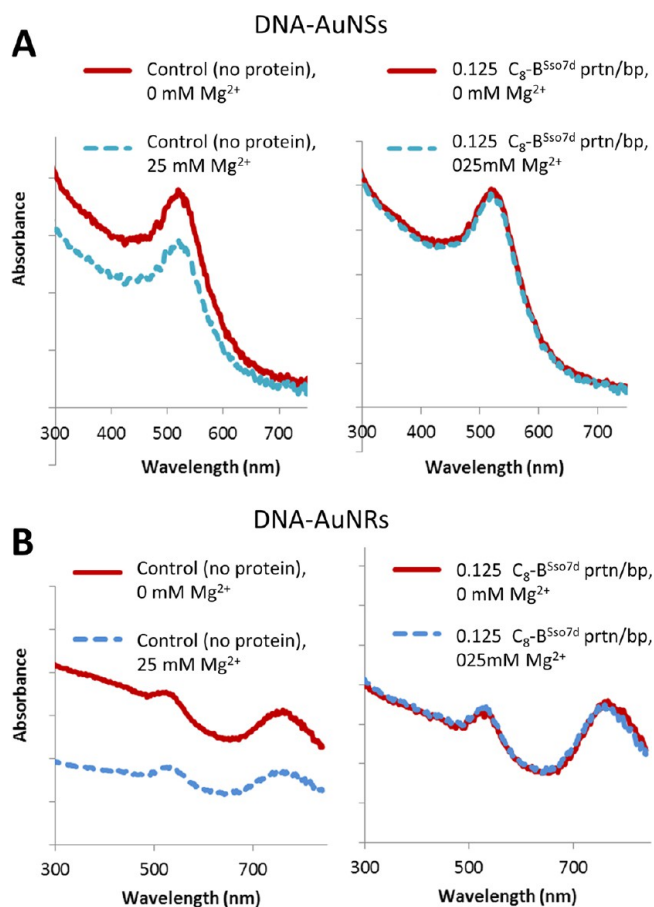 A
DNA-AuNSs
Control (no protein),
0 mM Mg²⁺
Control (no protein),
25 mM Mg²⁺
0.125 C₈-Bˢˢᵒ⁷ᵈ prtn/bp,
0 mM Mg²⁺
0.125 C₈-Bˢˢᵒ⁷ᵈ prtn/bp,
025mM Mg²⁺
Absorbance
300 400 500 600 700
Wavelength (nm)
300 400 500 600 700
Wavelength (nm)
B
DNA-AuNRs
Control (no protein),
0 mM Mg²⁺
Control (no protein),
25 mM Mg²⁺
0.125 C₈-Bˢˢᵒ⁷ᵈ prtn/bp,
0 mM Mg²⁺
0.125 C₈-Bˢˢᵒ⁷ᵈ prtn/bp,
025mM Mg²⁺
Absorbance
300 500 700
Wavelength (nm)
300 500 700
Wavelength (nm)